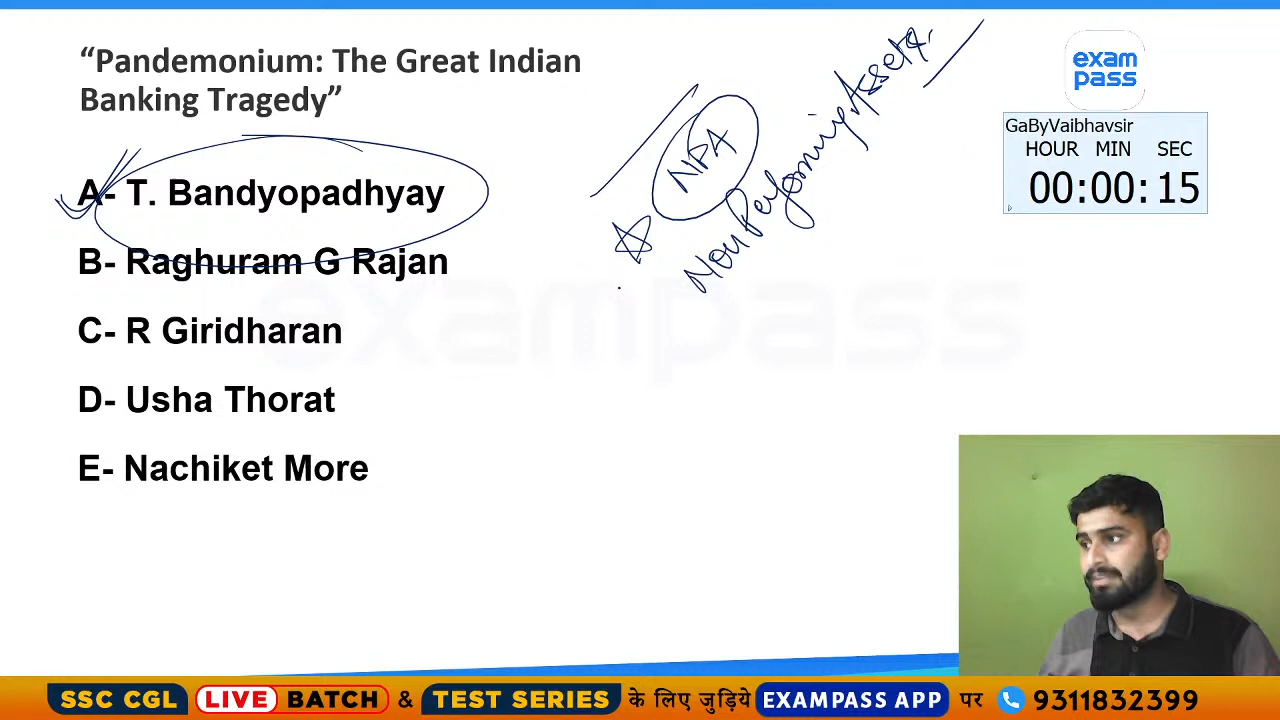 “Pandemonium: The Great Indian
Banking Tragedy”
A- T. Bandyopadhyay
B- Raghuram G Rajan
C- R Giridharan
D- Usha Thorat
E- Nachiket More
NPA
Non Performing Assets.
exam
pass
GaByVaibhavsir
HOUR MIN SEC
00:00:15
exampass
SSC CGL LIVE BATCH & TEST SERIES के लिए जुड़िये EXAMPASS APP पर 9311832399